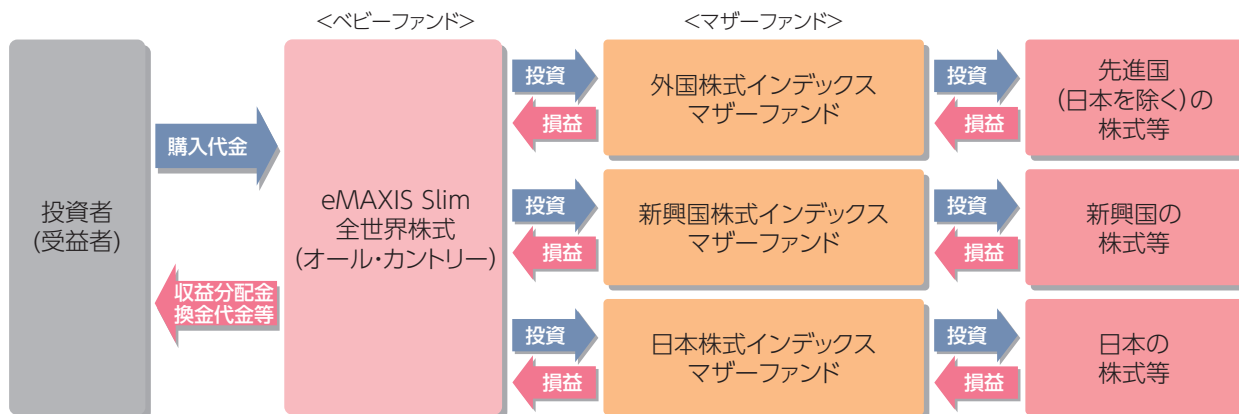 <ベビーファンド>
<マザーファンド>
投資者
(受益者)
購入代金
収益分配金
換金代金等
eMAXIS Slim
全世界株式
(オール・カントリー)
投資
損益
外国株式インデックス
マザーファンド
投資
損益
先進国
(日本を除く)の
株式等
投資
損益
新興国株式インデックス
マザーファンド
投資
損益
新興国の
株式等
投資
損益
日本株式インデックス
マザーファンド
投資
損益
日本の
株式等